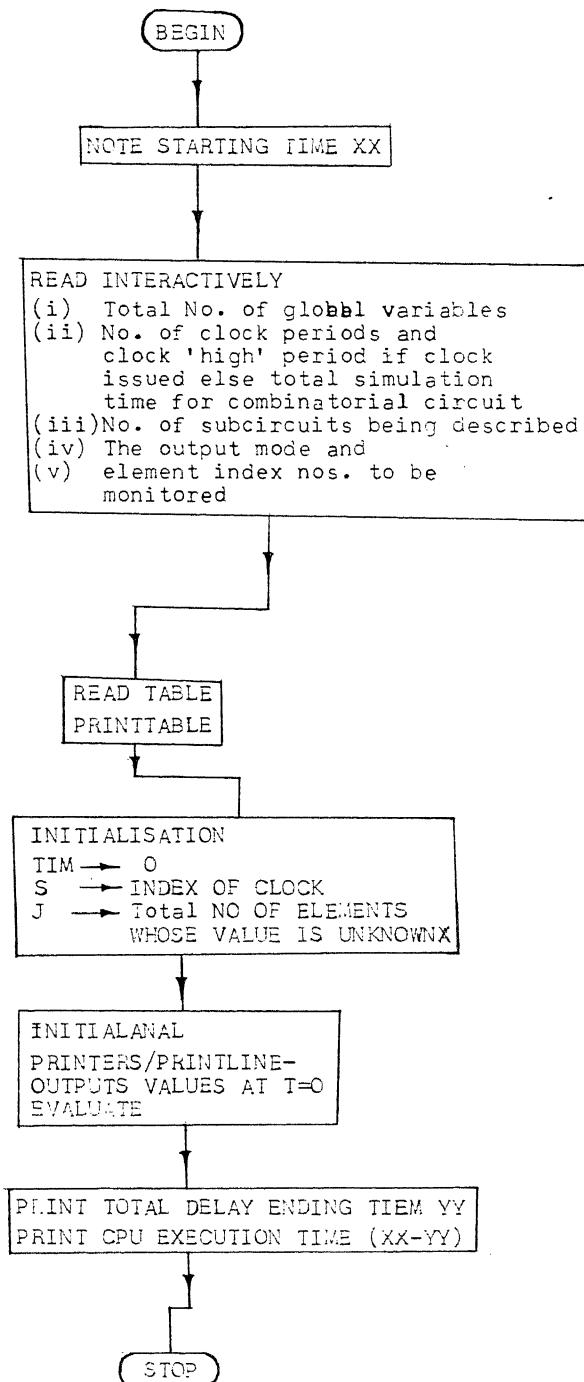 BEGIN
NOTE STARTING TIME XX
READ INTERACTIVELY
(i) Total No. of global variables
(ii) No. of clock periods and
clock 'high' period if clock
issued else total simulation
time for combinatorial circuit
(iii)No. of subcircuits being described
(iv) The output mode and
(v) element index nos. to be
monitored
READ TABLE
PRINTTABLE
INITIALISATION
TIM → 0
S → INDEX OF CLOCK
J → Total NO OF ELEMENTS
WHOSE VALUE IS UNKNOWNX
INITIALANAL
PRINTERS/PRINTLINE-
OUTPUTS VALUES AT T=0
EVALUATE
PRINT TOTAL DELAY ENDING TIEM YY
PRINT CPU EXECUTION TIME (XX-YY)
STOP